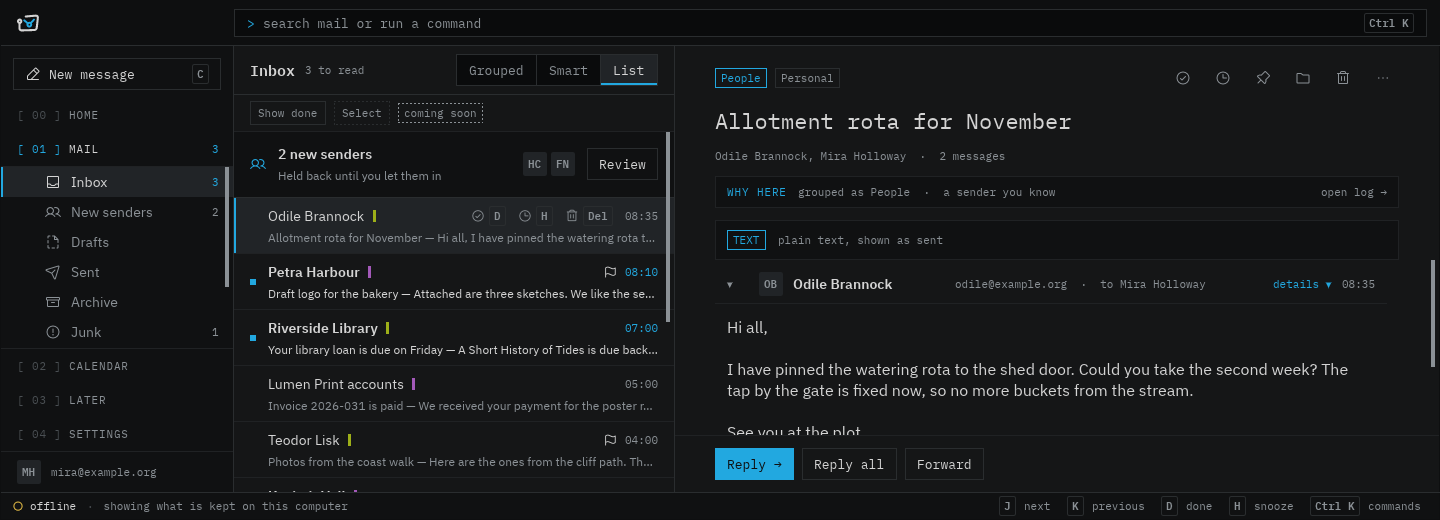 > search mail or run a command Ctrl K
New message C
[ 00 ] HOME
[ 01 ] MAIL 3
Inbox 3
New senders 2
Drafts
Sent
Archive
Junk 1
[ 02 ] CALENDAR
[ 03 ] LATER
[ 04 ] SETTINGS
MH mira@example.org
Inbox 3 to read Grouped Smart List
Show done Select coming soon
2 new senders HC FN Review
Held back until you let them in
Odile Brannock D H Del 08:35
Allotment rota for November — Hi all, I have pinned the watering rota t…
Petra Harbour 08:10
Draft logo for the bakery — Attached are three sketches. We like the se…
Riverside Library 07:00
Your library loan is due on Friday — A Short History of Tides is due back…
Lumen Print accounts 05:00
Invoice 2026-031 is paid — We received your payment for the poster r…
Teodor Lisk 04:00
Photos from the coast walk — Here are the ones from the cliff path. Th…
People Personal ···
Allotment rota for November
Odile Brannock, Mira Holloway · 2 messages
WHY HERE grouped as People · a sender you know open log →
TEXT plain text, shown as sent
▾ OB Odile Brannock odile@example.org · to Mira Holloway details ▾ 08:35
Hi all,
I have pinned the watering rota to the shed door. Could you take the second week? The
tap by the gate is fixed now, so no more buckets from the stream.
See you at the plot
Reply → Reply all Forward
offline · showing what is kept on this computer J next K previous D done H snooze Ctrl K commands